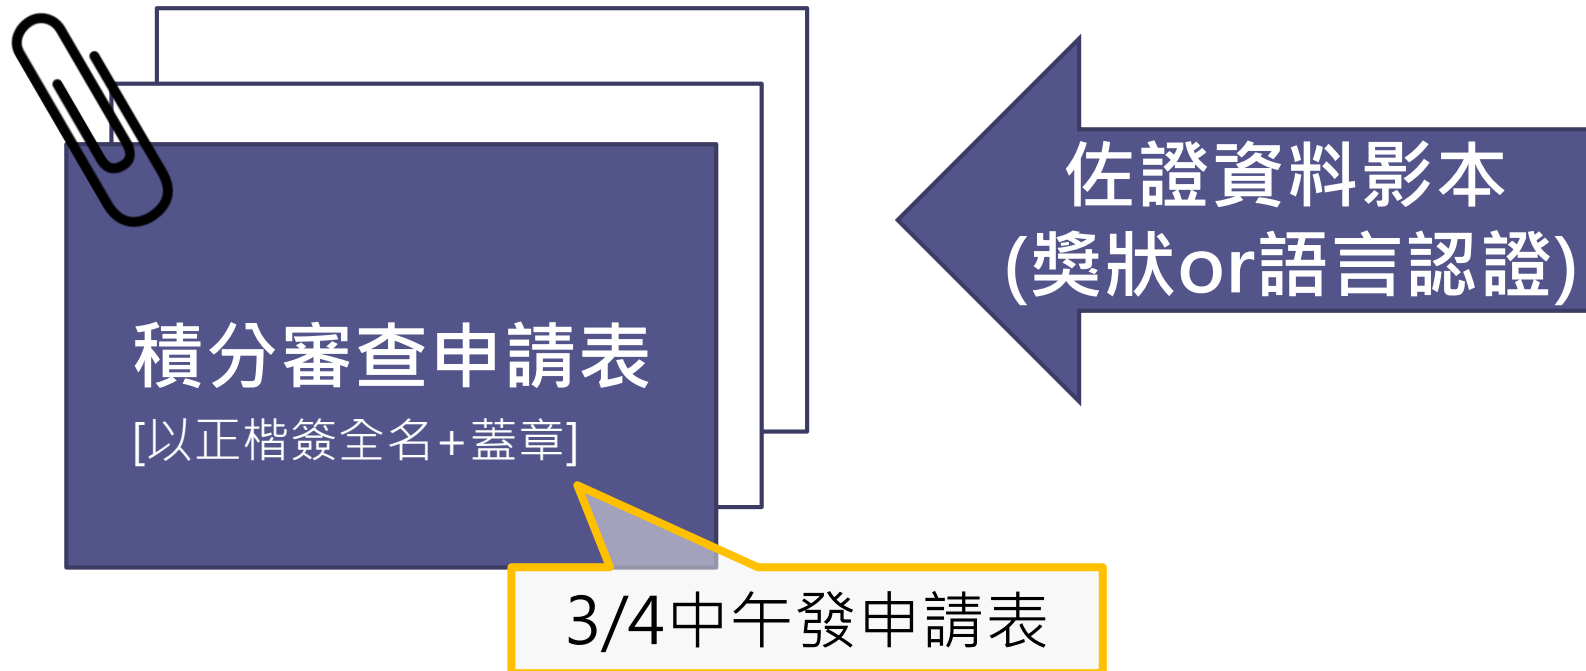 佐證資料影本
(獎狀or語言認證)
積分審查申請表
[以正楷簽全名+蓋章]
3/4中午發申請表